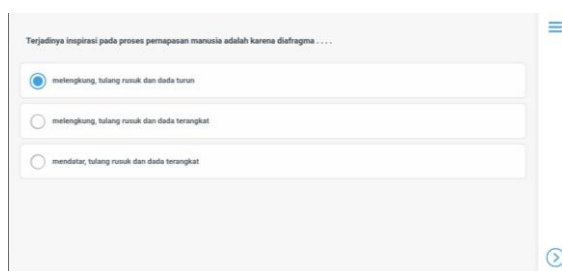 Terjadinya inspirasi pada proses pernapasan manusia adalah karena diafragma . . . .
melengkung, tulang rusuk dan dada turun
melengkung, tulang rusuk dan dada terangkat
mendatar, tulang rusuk dan dada terangkat